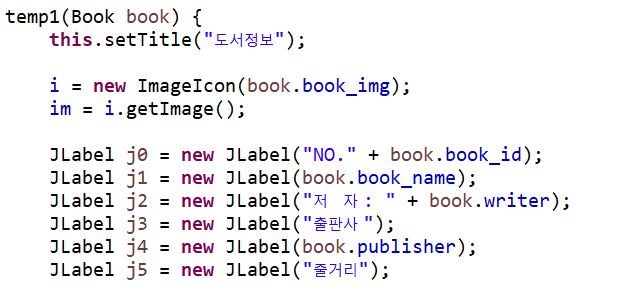 temp1(Book book) {
    this.setTitle("도서정보");

    i = new ImageIcon(book.book_img);
    im = i.getImage();

    JLabel j0 = new JLabel("NO." + book.book_id);
    JLabel j1 = new JLabel(book.book_name);
    JLabel j2 = new JLabel("저  자 : " + book.writer);
    JLabel j3 = new JLabel("출판사 ");
    JLabel j4 = new JLabel(book.publisher);
    JLabel j5 = new JLabel("줄거리");